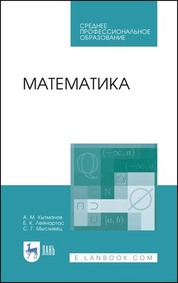 СРЕДНЕЕ
ПРОФЕССИОНАЛЬНОЕ
ОБРАЗОВАНИЕ
МАТЕМАТИКА
А. М. Кытманов
Е. К. Лейнартас
С. Г. Мысливец
(-∞, a)
ℚ
(a, b)
∅
ЛАНЬ
E.LANBOOK.COM